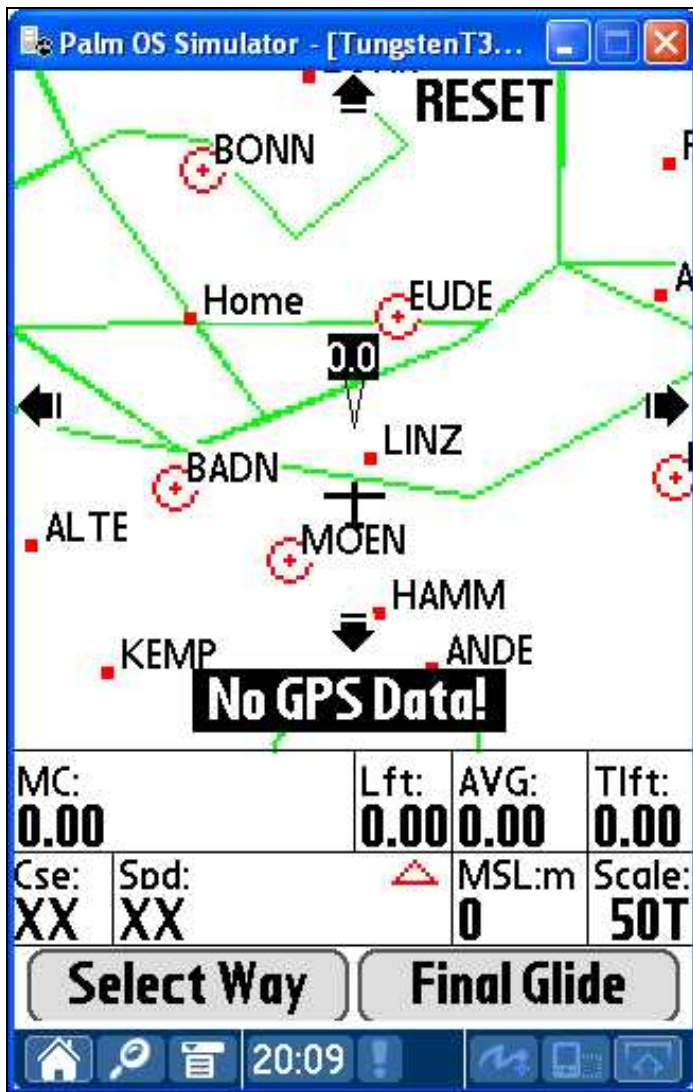 Palm OS Simulator - [TungstenT3...
RESET
BONN
Home
EUDE
0.0
LINZ
BADN
ALTE
MOEN
HAMM
KEMP
ANDE
No GPS Data!
MC: Lft: AVG: Tlft:
0.00 0.00 0.00 0.00
Cse: Spd: MSL:m Scale:
XX XX 0 50T
Select Way Final Glide
20:09